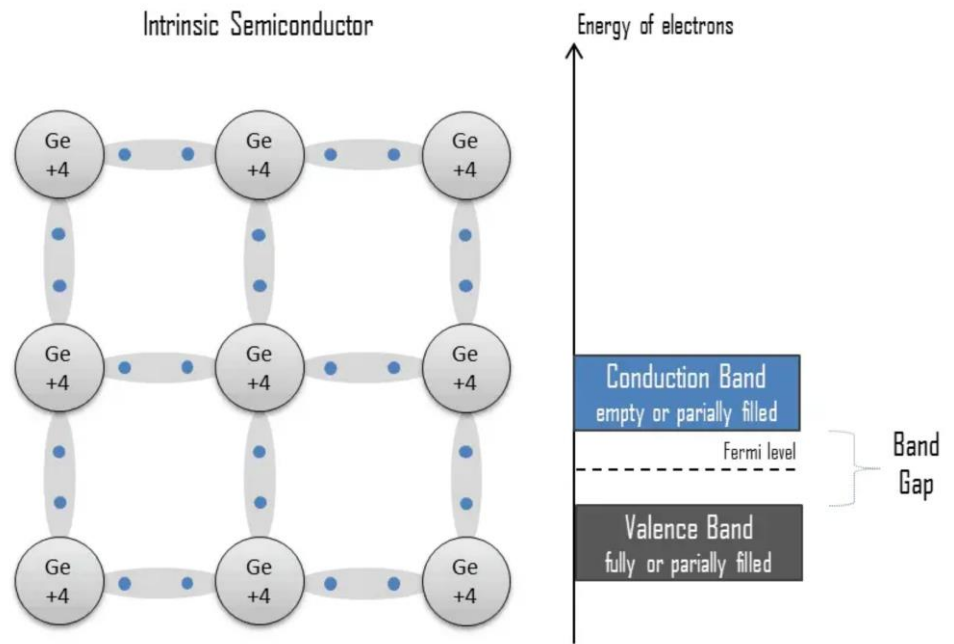 Intrinsic Semiconductor
Energy of electrons
Ge
+4
Ge
+4
Ge
+4
Ge
+4
Ge
+4
Ge
+4
Ge
+4
Ge
+4
Ge
+4
Conduction Band
empty or parially filled
Fermi level
Band
Gap
Valence Band
fully or partially filled